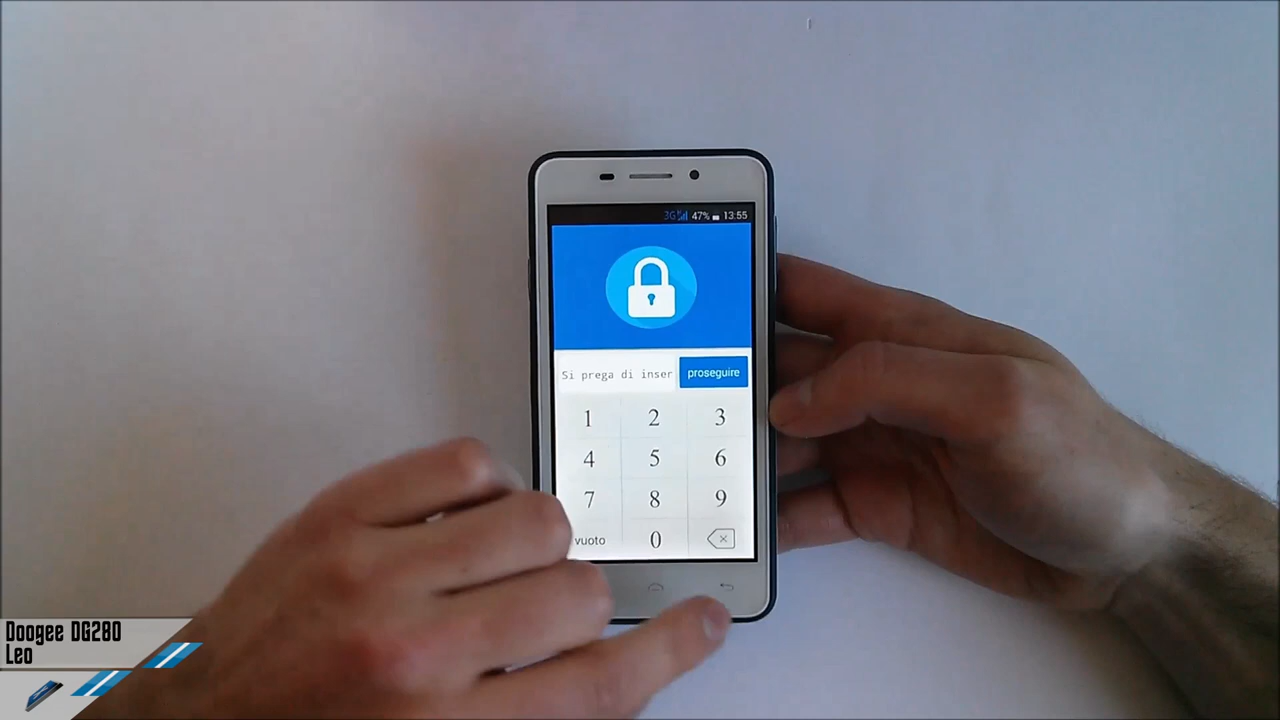 3G 47% 13:55
Si prega di inser proseguire
1 2 3
4 5 6
7 8 9
vuoto 0
Doogee DG280
Leo